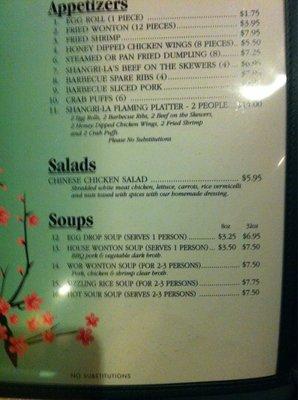 Appetizers
1. EGG ROLL (1 PIECE) $1.75
2. FRIED WONTON (12 PIECES) $3.95
3. FRIED SHRIMP $7.95
4. HONEY DIPPED CHICKEN WINGS (8 PIECES) $5.50
6. STEAMED OR PAN FRIED DUMPLING (8) $7.25
7. SHANGRI-LA'S BEEF ON THE SKEWERS (4)
8. BARBECUE SPARE RIBS (4)
9. BARBECUE SLICED PORK
10. CRAB PUFFS (6)
11. SHANGRI-LA FLAMING PLATTER - 2 PEOPLE
2 Egg Rolls, 2 Barbecue Ribs, 2 Beef on the Skewers,
2 Honey Dipped Chicken Wings, 2 Fried Shrimp
and 2 Crab Puffs
Please No Substitutions
Salads
CHINESE CHICKEN SALAD $5.95
Shredded white meat chicken, lettuce, carrots, rice vermicelli
and nuts tossed with spices with our homemade dressing.
Soups
8oz 32oz
12. EGG DROP SOUP (SERVES 1 PERSON) $3.25 $6.95
13. HOUSE WONTON SOUP (SERVES 1 PERSON) $3.50 $7.50
BBQ pork & vegetable dark broth.
14. WOR WONTON SOUP (FOR 2-3 PERSONS) $7.50
Pork, chicken & shrimp clear broth.
15. SIZZLING RICE SOUP (FOR 2-3 PERSONS) $7.75
16. HOT SOUR SOUP (SERVES 2-3 PERSONS) $7.50
NO SUBSTITUTIONS